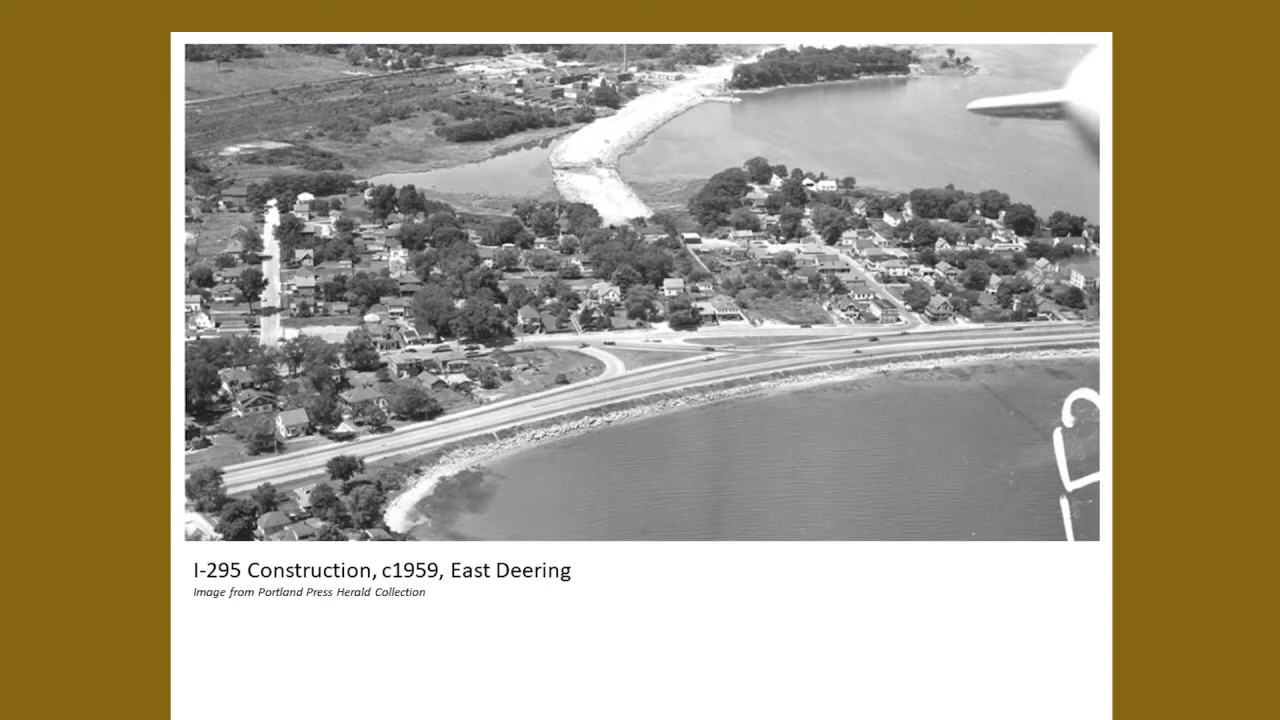 I-295 Construction, c1959, East Deering
Image from Portland Press Herald Collection